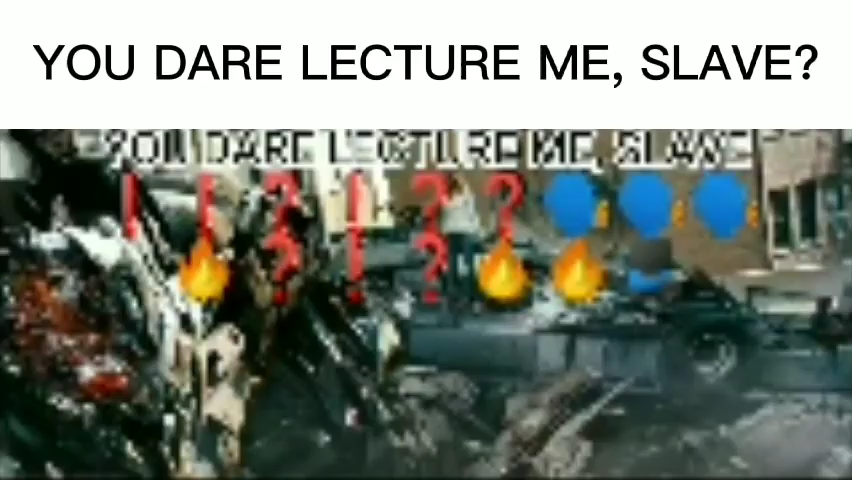 YOU DARE LECTURE ME, SLAVE?
YOU DARE LECTURE ME, SLAVE
❗❗❓❗❓❓🗣️🗣️🗣️
🔥❓❗❓🔥🔥